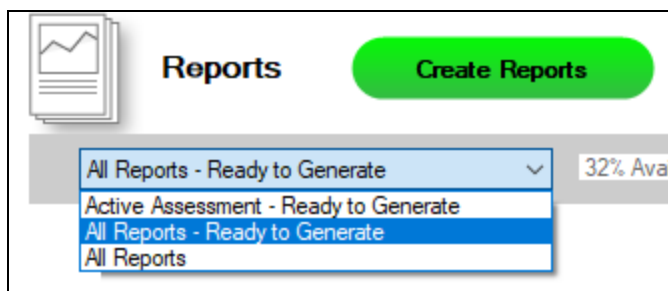 Reports
Create Reports
All Reports - Ready to Generate
32% Ava
Active Assessment - Ready to Generate
All Reports - Ready to Generate
All Reports